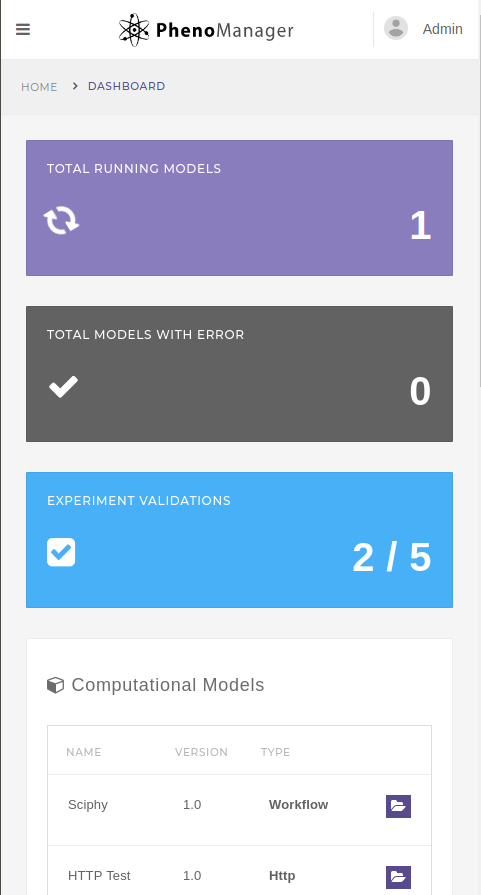 PhenoManager
Admin
HOME > DASHBOARD
TOTAL RUNNING MODELS
1
TOTAL MODELS WITH ERROR
0
EXPERIMENT VALIDATIONS
2 / 5
Computational Models
NAME VERSION TYPE
Sciphy 1.0 Workflow
HTTP Test 1.0 Http